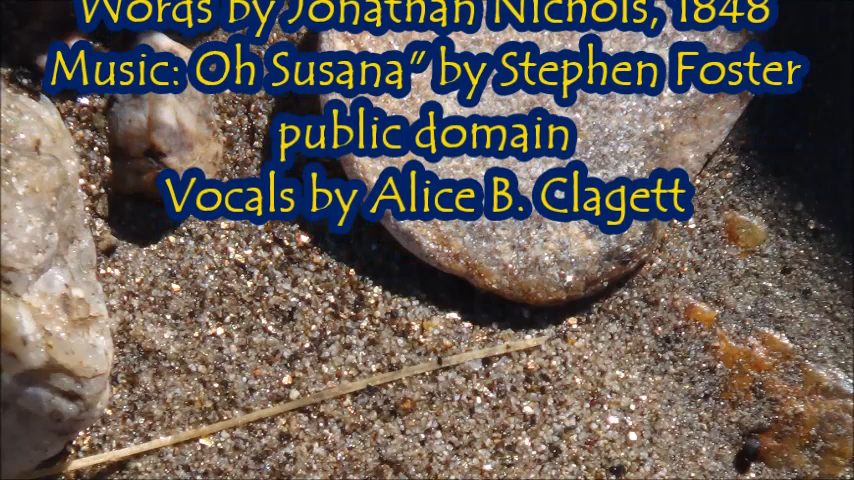 Words by Jonathan Nichols, 1848
Music: Oh Susana” by Stephen Foster
public domain
Vocals by Alice B. Clagett